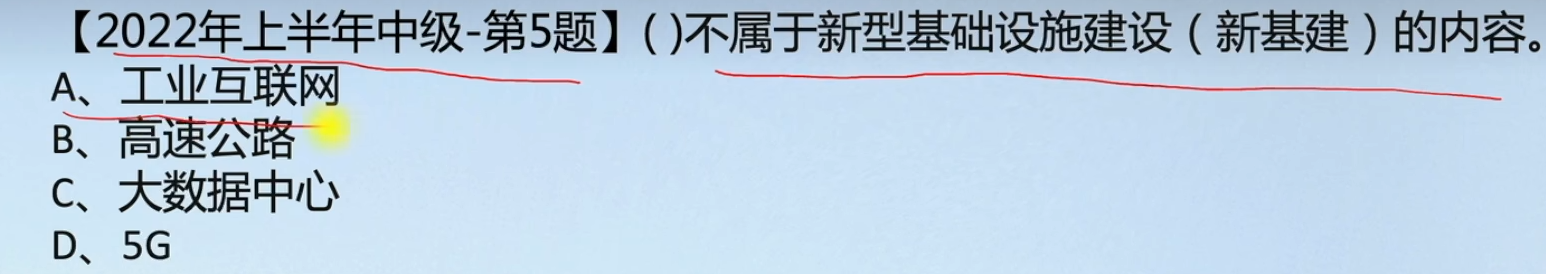 【2022年上半年中级-第5题】( )不属于新型基础设施建设（新基建）的内容。
A、工业互联网
B、高速公路
C、大数据中心
D、5G